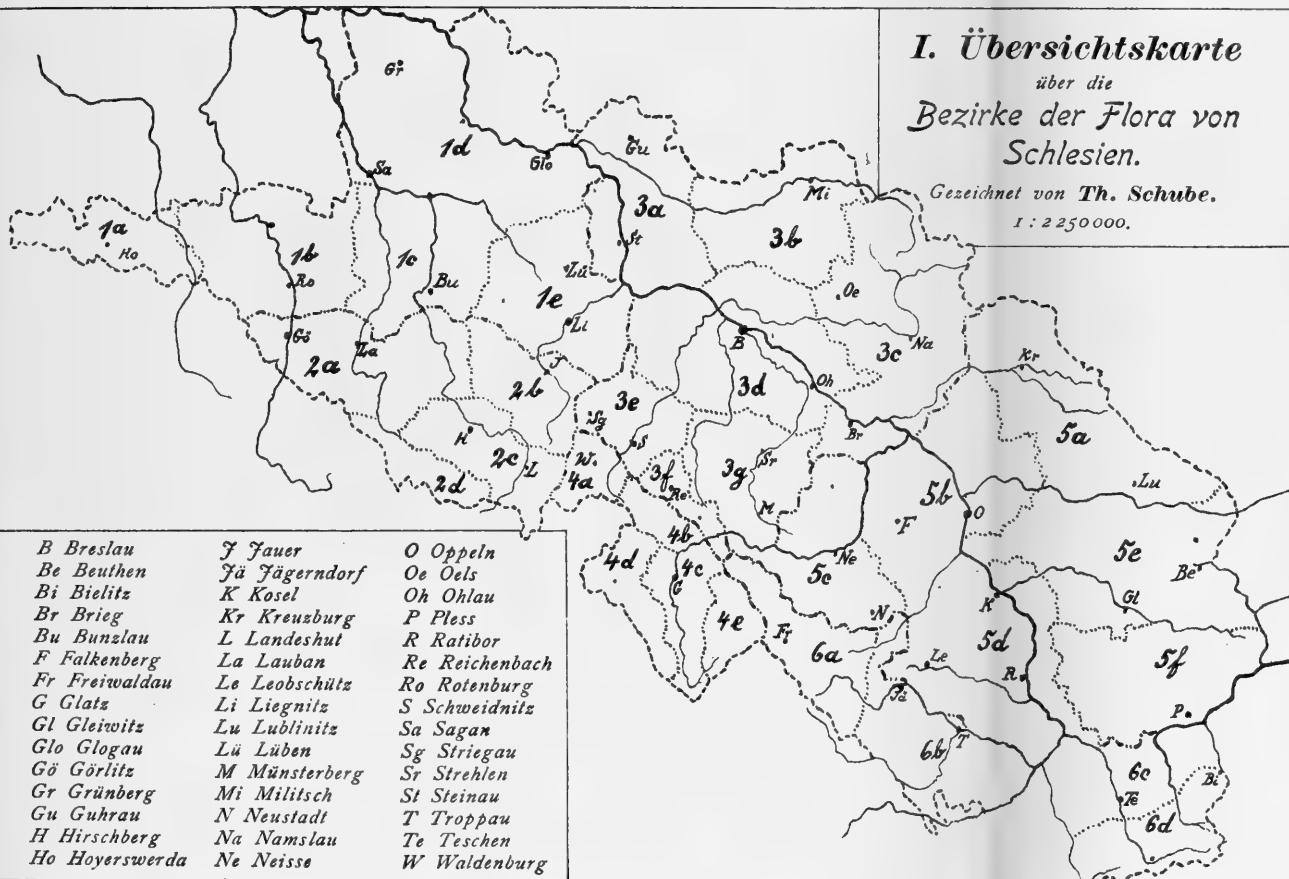 I. Übersichtskarte
über die
Bezirke der Flora von
Schlesien.
Gezeichnet von Th. Schube.
1 : 2 250 000.
Gr
1d
Glo
Gu
Sa
3a
Mi
1a
Ho
3b
1b
1c
St
Ro
Bu
Lü
Oe
1e
Li
Gö
La
B
3c
Na
2a
J
Kr
2b
3e
3d
Oh
Sg
Br
5a
H
S
2c
L
W.
4a
3f
3g
Sr
2d
Re
M
5b
Lu
F
O
4b
4d
4c
5c
Ne
5e
Be
G
K
Gl
4e
N
Fr
6a
5d
Le
5f
R
Jä
P
6b
T
6c
Bi
Te
6d
B Breslau
Be Beuthen
Bi Bielitz
Br Brieg
Bu Bunzlau
F Falkenberg
Fr Freiwaldau
G Glatz
Gl Gleiwitz
Glo Glogau
Gö Görlitz
Gr Grünberg
Gu Guhrau
H Hirschberg
Ho Hoyerswerda
J Jauer
Jä Jägerndorf
K Kosel
Kr Kreuzburg
L Landeshut
La Lauban
Le Leobschütz
Li Liegnitz
Lu Lublinitz
Lü Lüben
M Münsterberg
Mi Militsch
N Neustadt
Na Namslau
Ne Neisse
O Oppeln
Oe Oels
Oh Ohlau
P Pless
R Ratibor
Re Reichenbach
Ro Rotenburg
S Schweidnitz
Sa Sagan
Sg Striegau
Sr Strehlen
St Steinau
T Troppau
Te Teschen
W Waldenburg